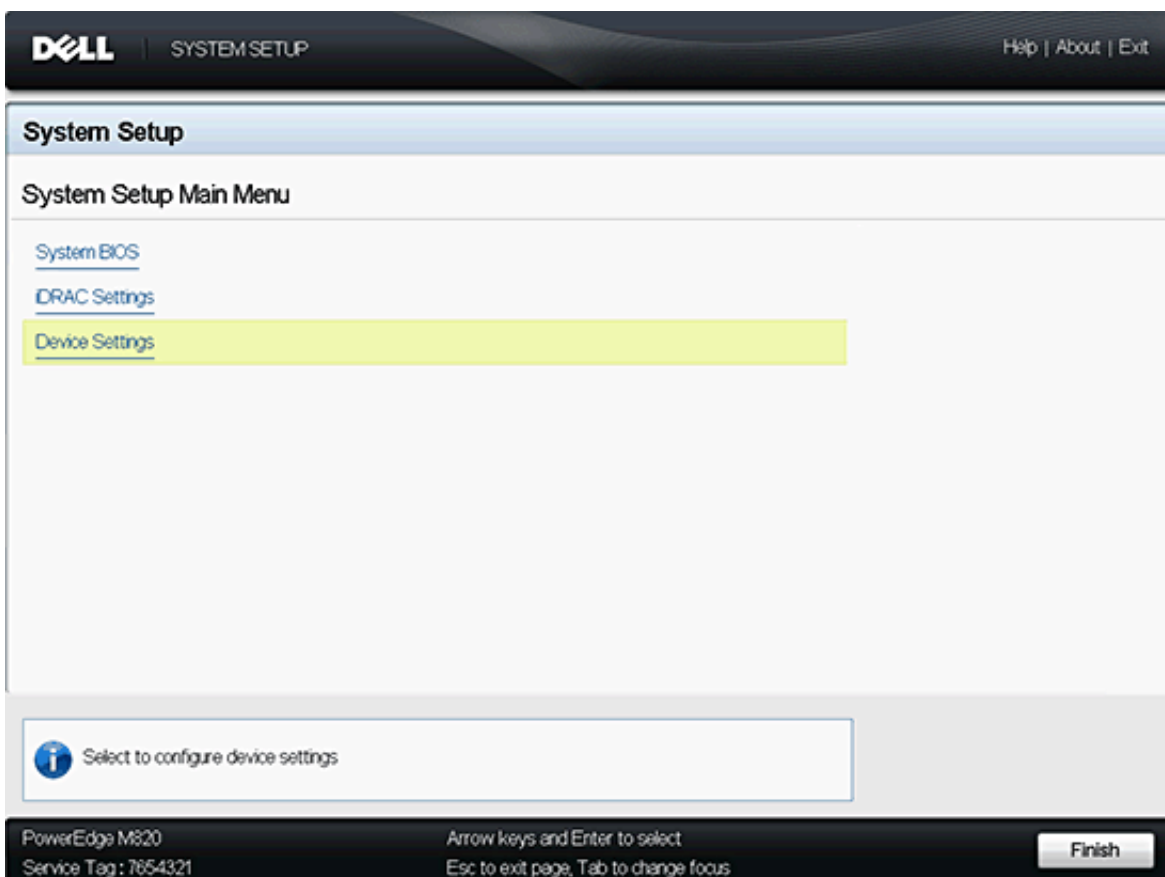 DELL
SYSTEM SETUP
Help | About | Exit
System Setup
System Setup Main Menu
System BIOS
iDRAC Settings
Device Settings
Select to configure device settings
PowerEdge M820
Arrow keys and Enter to select
Finish
Service Tag : 7654321
Esc to exit page, Tab to change focus